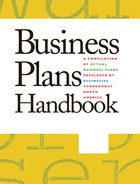 Business
Plans
Handbook
A COMPILATION
OF ACTUAL
BUSINESS PLANS
DEVELOPED BY
BUSINESSES
THROUGHOUT
NORTH
AMERICA